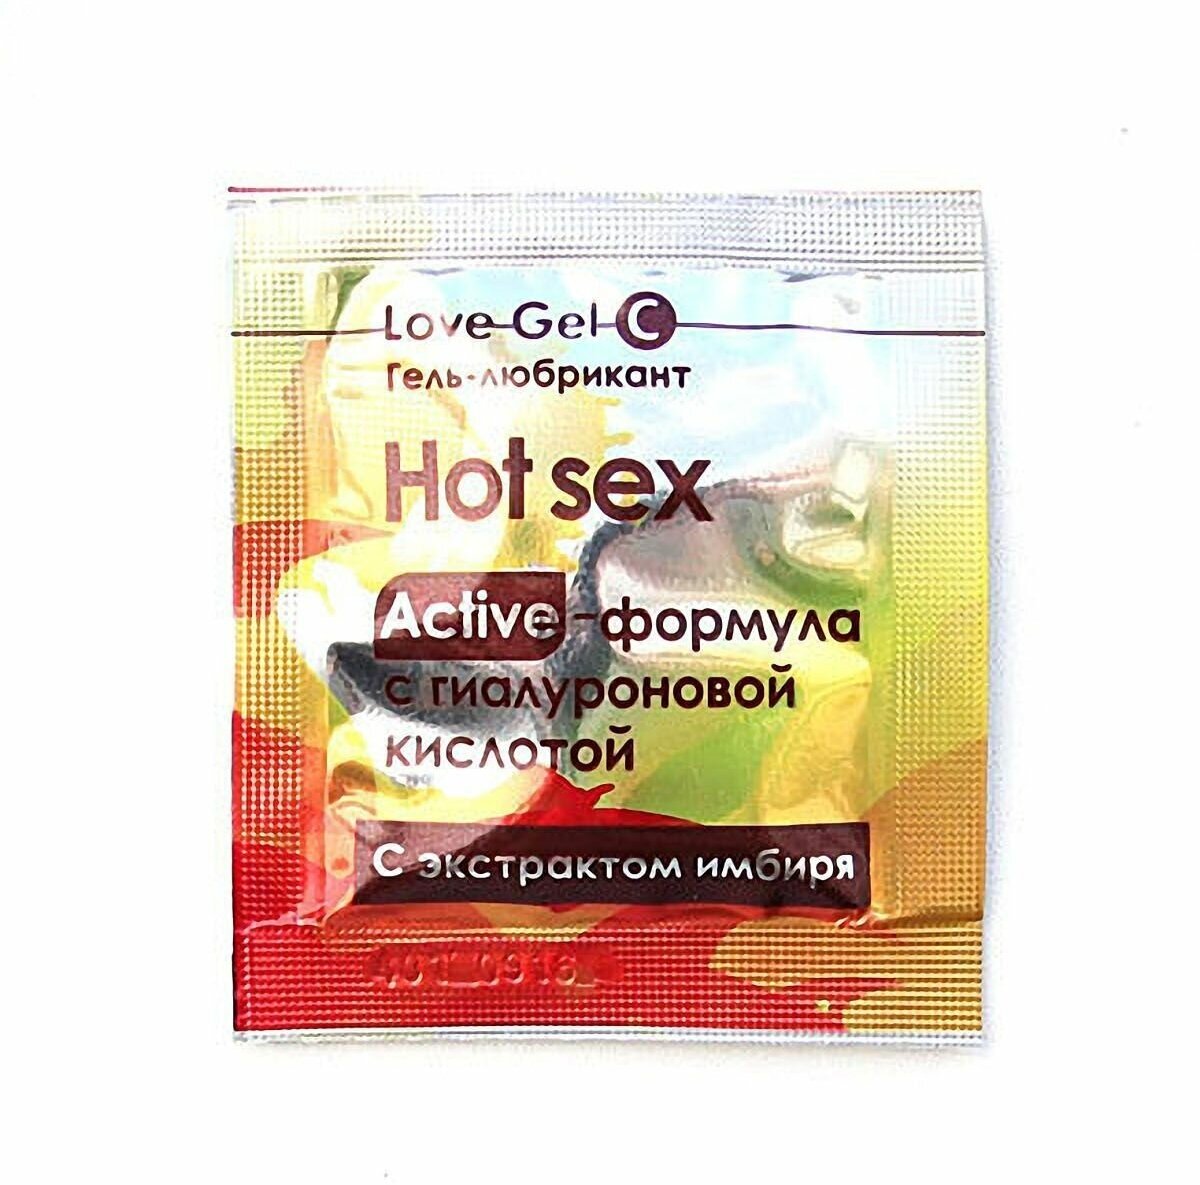 Love Gel C
Гель-любрикант
Hot sex
Active-формула
с гиалуроновой
кислотой
С экстрактом имбиря